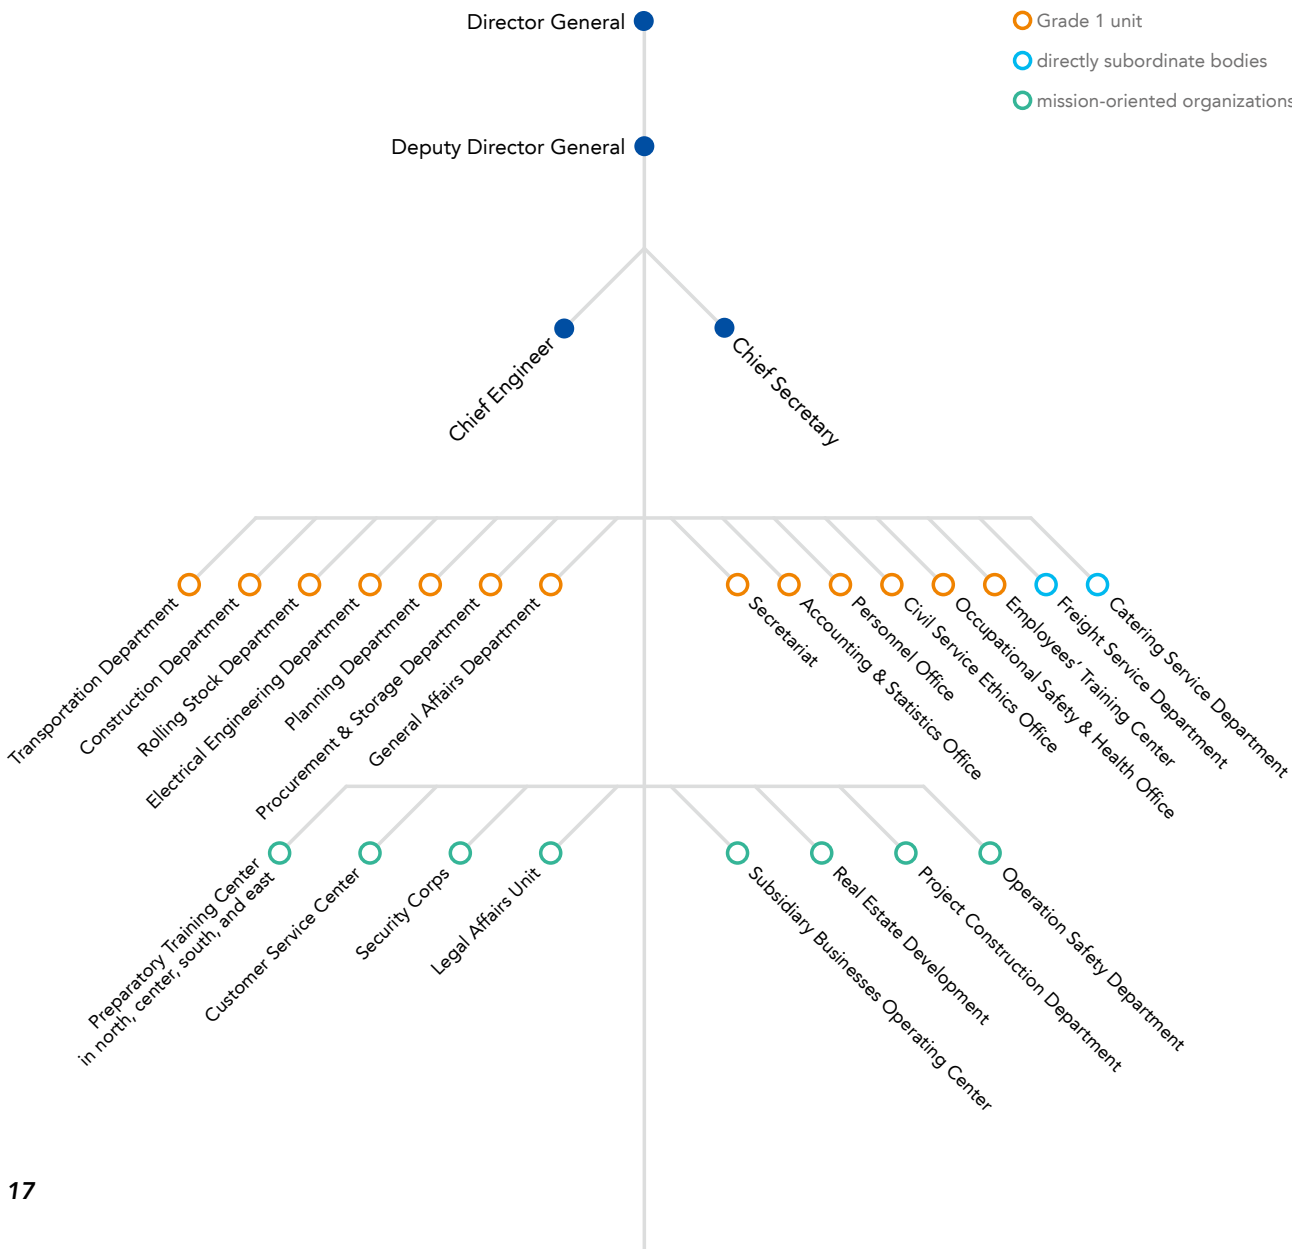 Director General
Grade 1 unit
directly subordinate bodies
mission-oriented organizations
Deputy Director General
Chief Engineer
Chief Secretary
Transportation Department
Construction Department
Rolling Stock Department
Electrical Engineering Department
Planning Department
Procurement & Storage Department
General Affairs Department
Secretariat
Accounting & Statistics Office
Personnel Office
Civil Service Ethics Office
Occupational Safety & Health Office
Employees’ Training Center
Freight Service Department
Catering Service Department
Preparatory Training Center
in north, center, south, and east
Customer Service Center
Security Corps
Legal Affairs Unit
Subsidiary Businesses Operating Center
Real Estate Development
Project Construction Department
Operation Safety Department
17